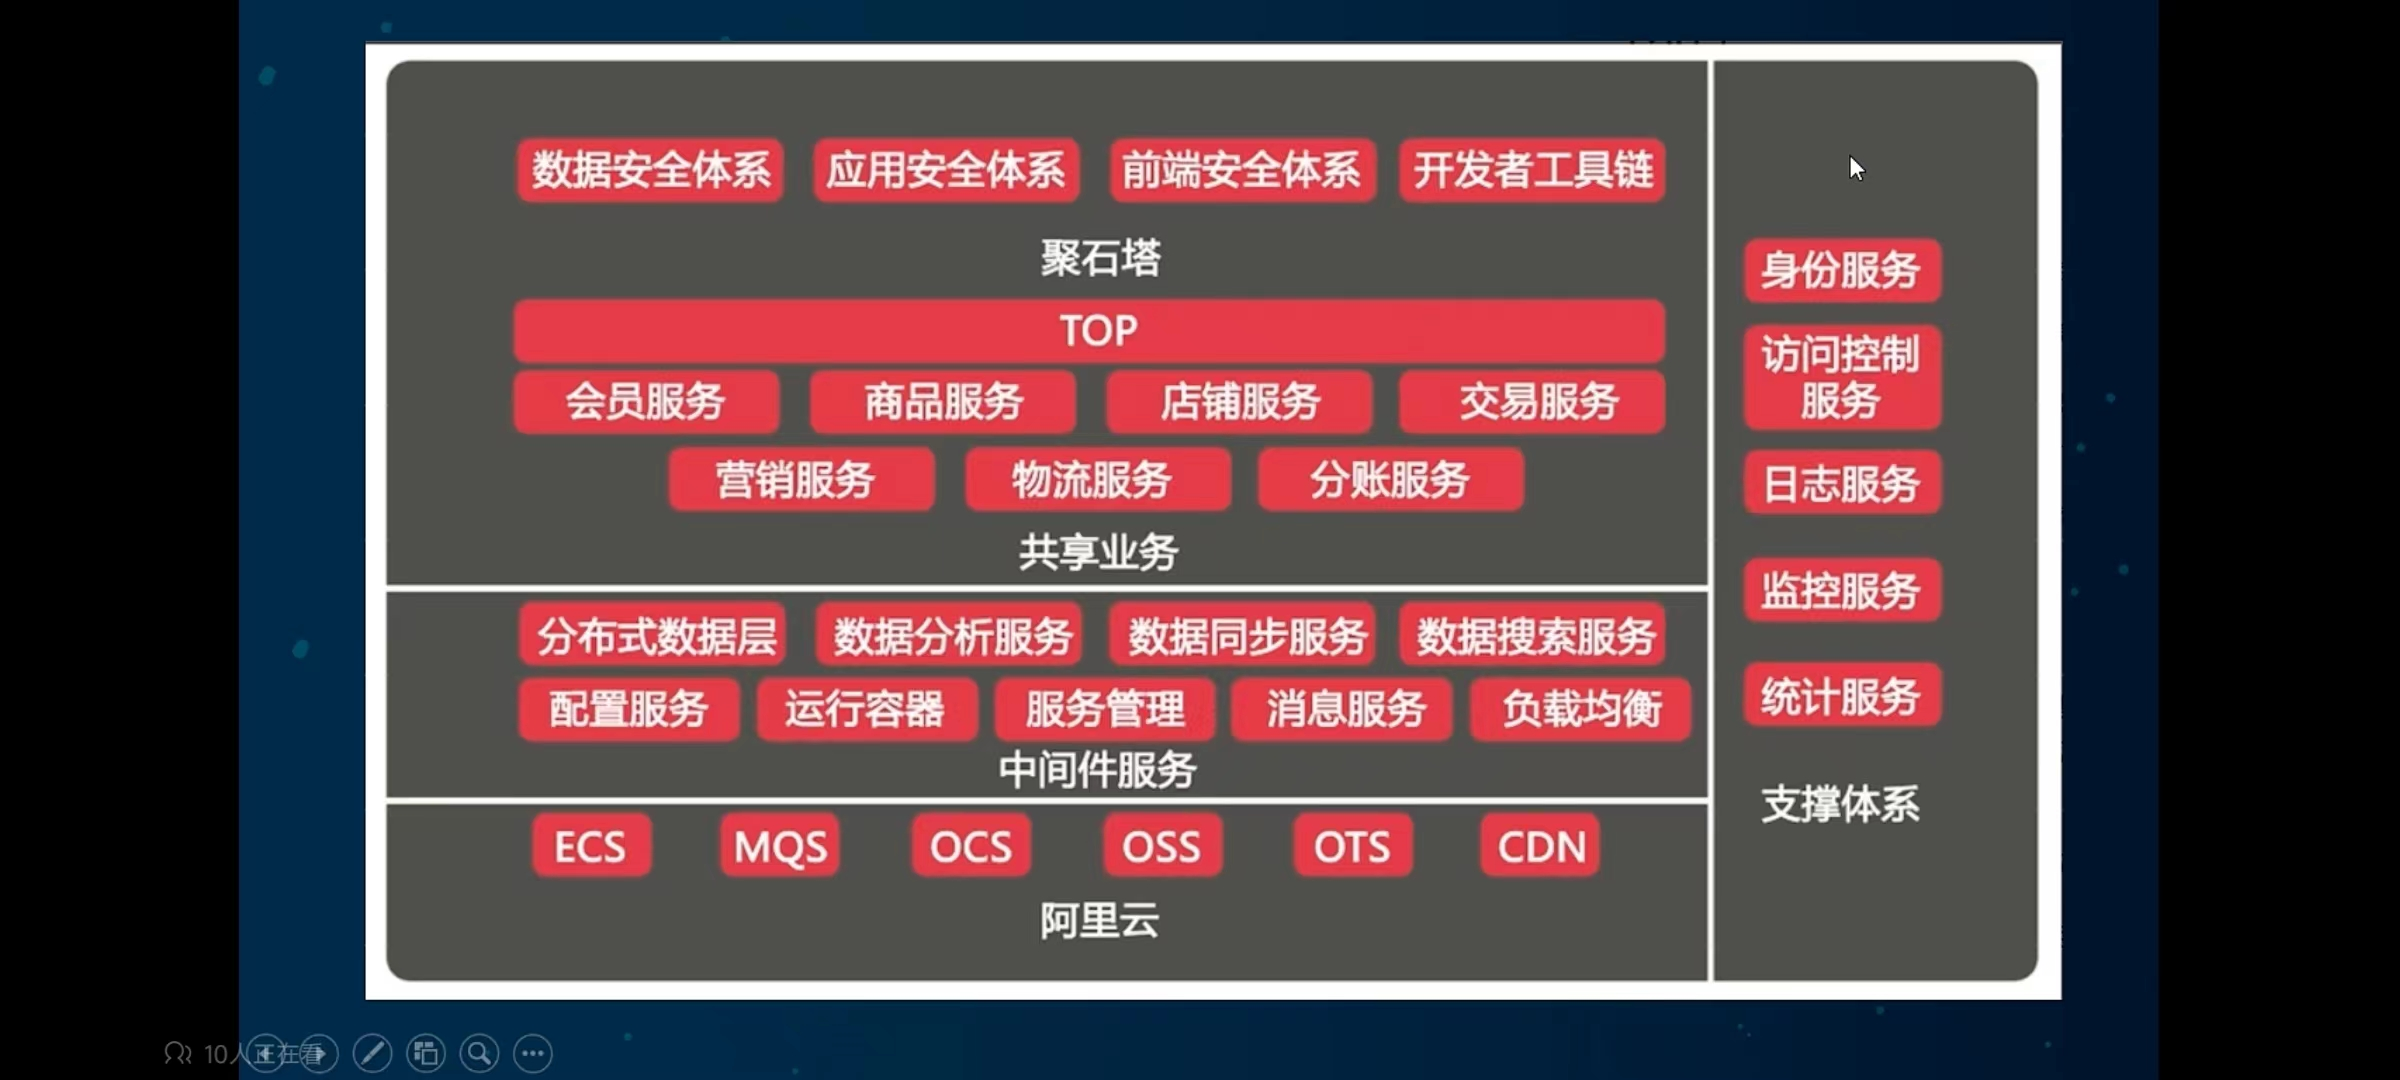 数据安全体系 应用安全体系 前端安全体系 开发者工具链
聚石塔
TOP
会员服务 商品服务 店铺服务 交易服务
营销服务 物流服务 分账服务
共享业务
分布式数据层 数据分析服务 数据同步服务 数据搜索服务
配置服务 运行容器 服务管理 消息服务 负载均衡
中间件服务
ECS MQS OCS OSS OTS CDN
阿里云
身份服务
访问控制
服务
日志服务
监控服务
统计服务
支撑体系
10人正在看